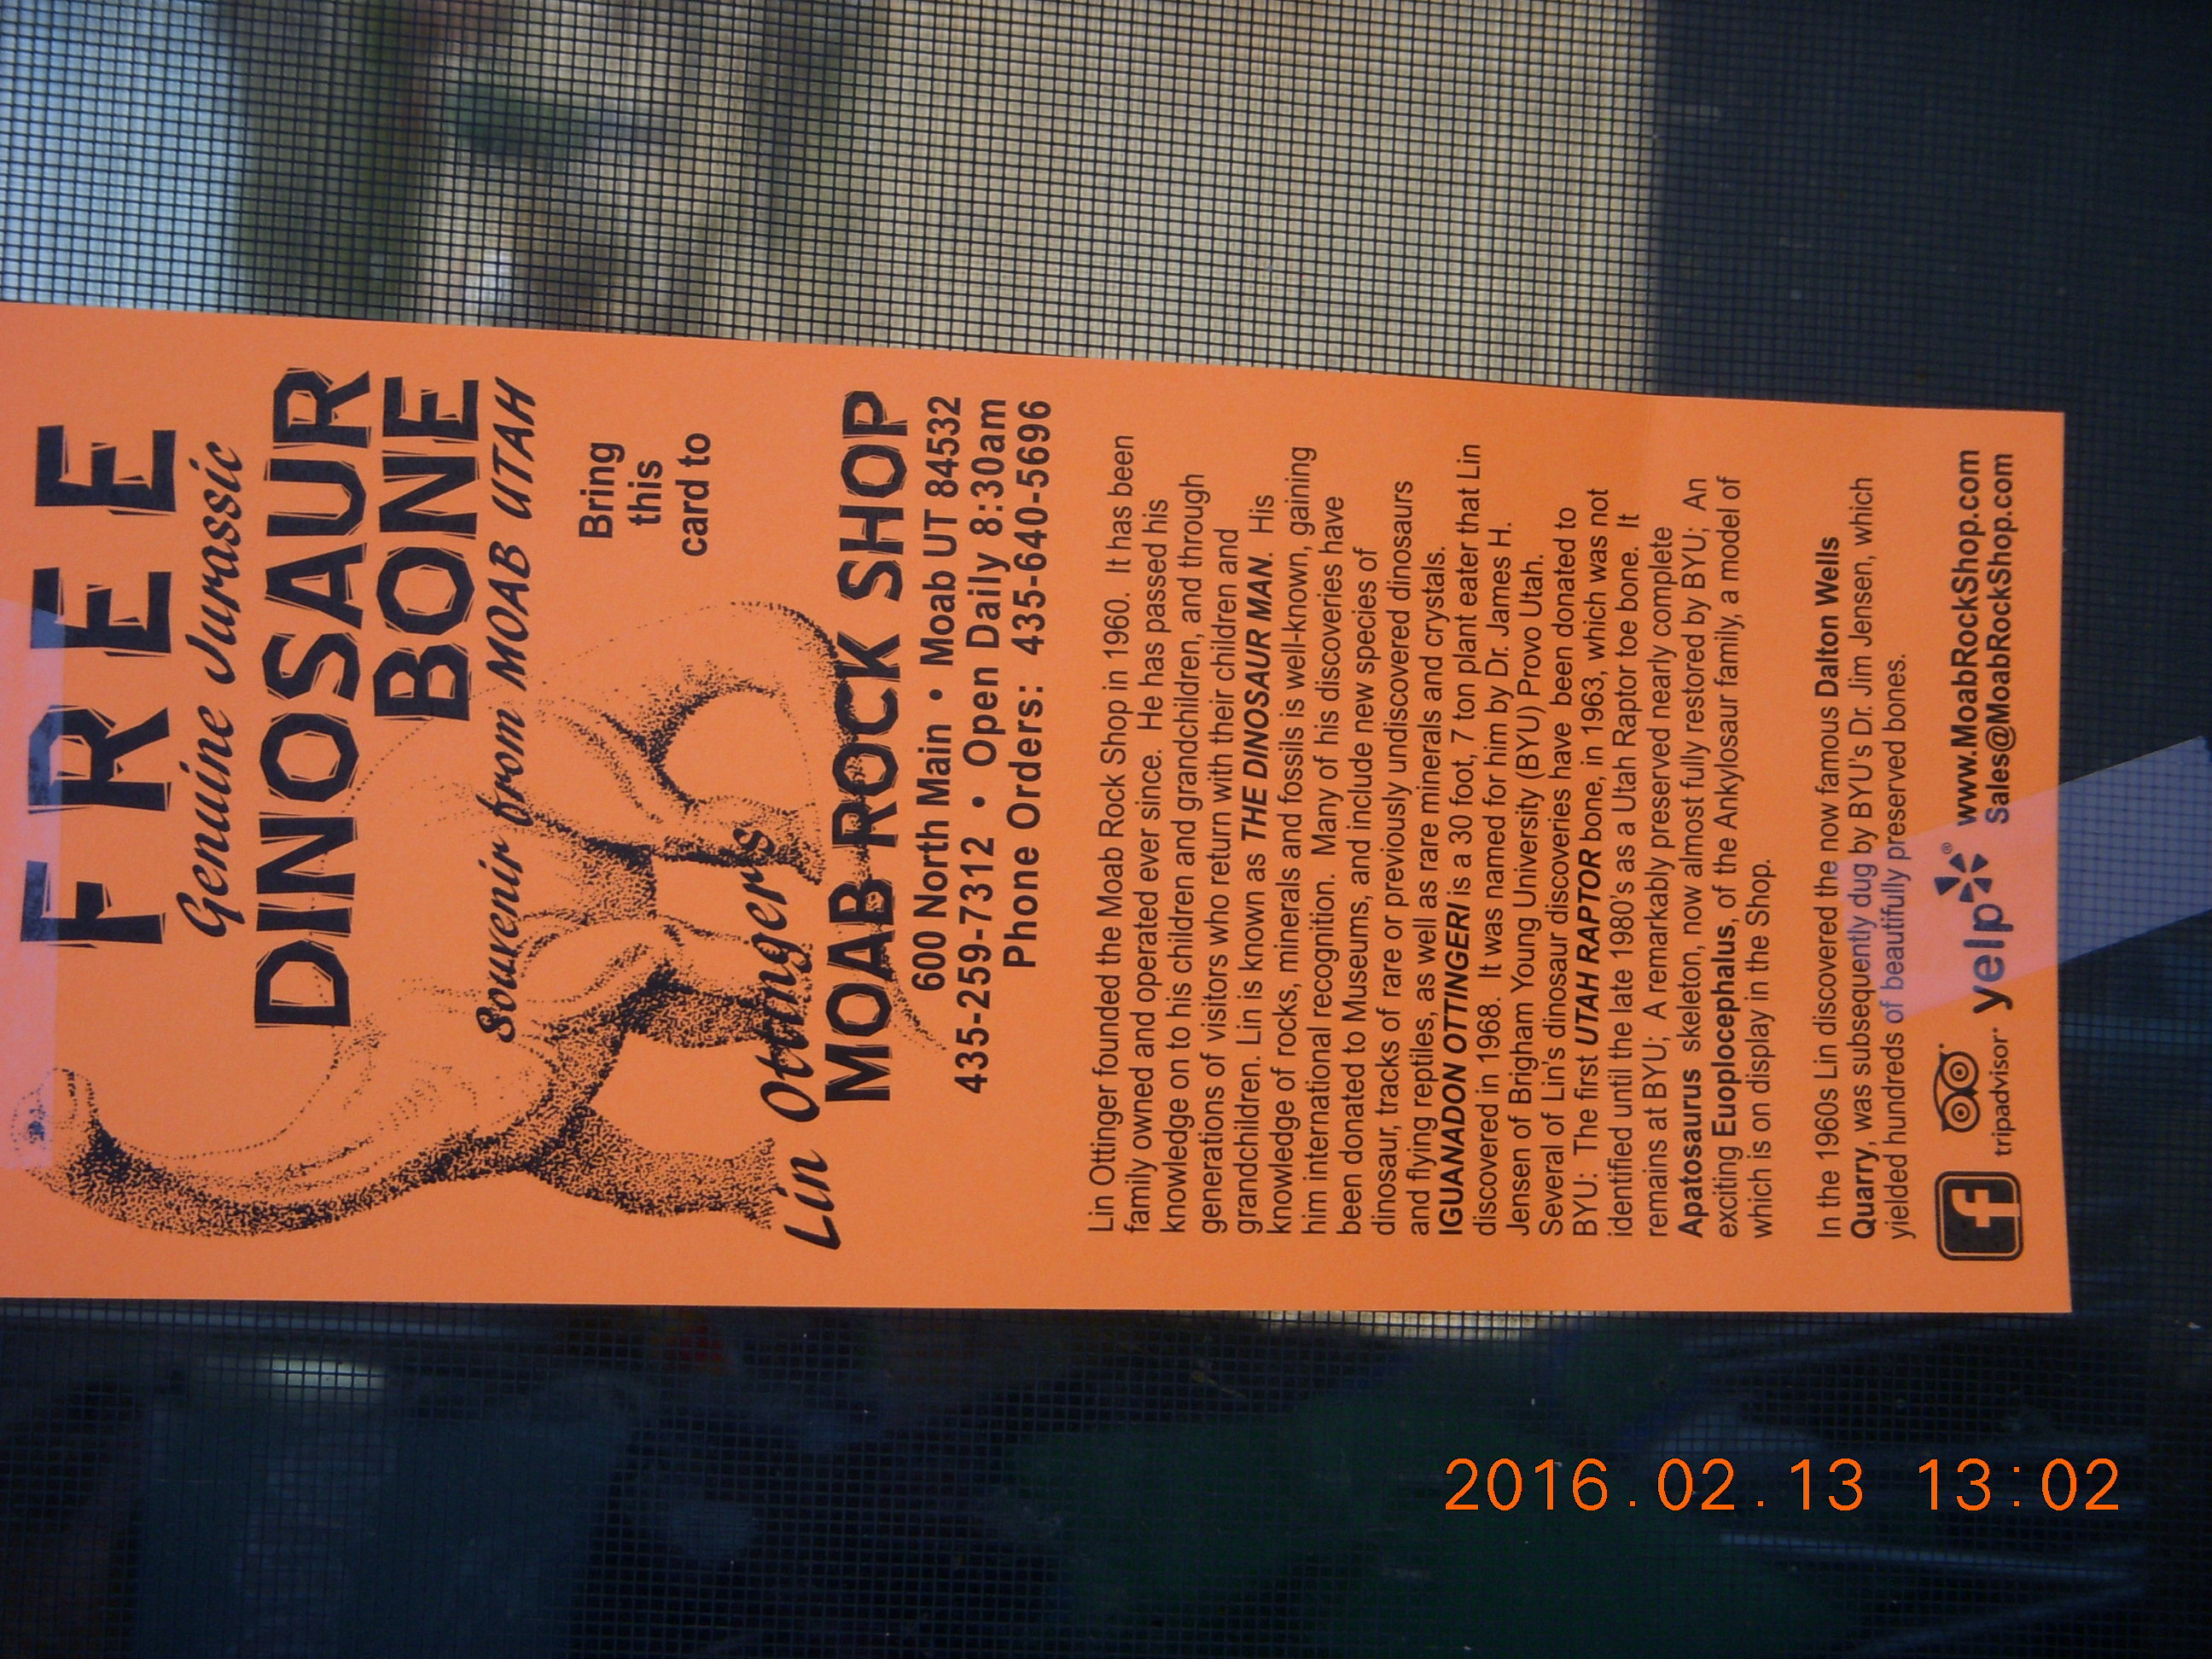 FREE
Genuine Jurassic
DINOSAUR
BONE
Souvenir from MOAB UTAH
Bring
this
card to
Lin Ottinger's
MOAB ROCK SHOP
600 North Main • Moab UT 84532
435-259-7312 • Open Daily 8:30am
Phone Orders: 435-640-5696
Lin Ottinger founded the Moab Rock Shop in 1960. It has been
family owned and operated ever since. He has passed his
knowledge on to his children and grandchildren, and through
generations of visitors who return with their children and
grandchildren. Lin is known as THE DINOSAUR MAN. His
knowledge of rocks, minerals and fossils is well-known, gaining
him international recognition. Many of his discoveries have
been donated to Museums, and include new species of
dinosaur, tracks of rare or previously undiscovered dinosaurs
and flying reptiles, as well as rare minerals and crystals.
IGUANADON OTTINGERI is a 30 foot, 7 ton plant eater that Lin
discovered in 1968. It was named for him by Dr. James H.
Jensen of Brigham Young University (BYU) Provo Utah.
Several of Lin's dinosaur discoveries have been donated to
BYU: The first UTAH RAPTOR bone, in 1963, which was not
identified until the late 1980's as a Utah Raptor toe bone. It
remains at BYU; A remarkably preserved nearly complete
Apatosaurus skeleton, now almost fully restored by BYU; An
exciting Euoplocephalus, of the Ankylosaur family, a model of
which is on display in the Shop.
In the 1960s Lin discovered the now famous Dalton Wells
Quarry, was subsequently dug by BYU's Dr. Jim Jensen, which
yielded hundreds of beautifully preserved bones.
f tripadvisor yelp® www.MoabRockShop.com
Sales@MoabRockShop.com
2016.02.13 13:02